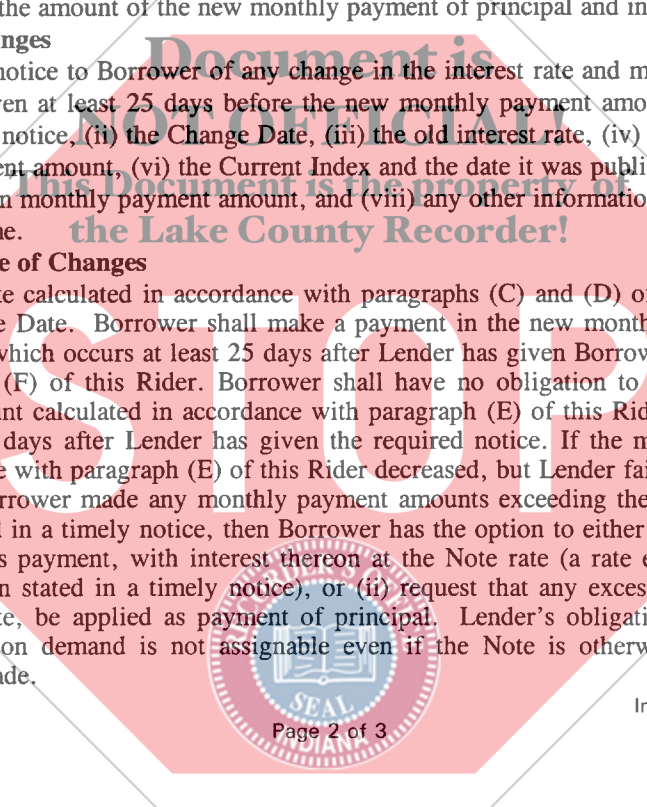 the amount of the new monthly payment of principal and in
nges
Document is
notice to Borrower of any change in the interest rate and m
en at least 25 days before the new monthly payment amo
NOT OFFICIAL!
notice, (ii) the Change Date, (iii) the old interest rate, (iv)
ent amount, (vi) the Current Index and the date it was publi
This Document is the property of
n monthly payment amount, and (viii) any other informatio
ne.
the Lake County Recorder!
e of Changes
te calculated in accordance with paragraphs (C) and (D) o
e Date. Borrower shall make a payment in the new month
which occurs at least 25 days after Lender has given Borrow
(F) of this Rider. Borrower shall have no obligation to
unt calculated in accordance with paragraph (E) of this Rid
STOP
days after Lender has given the required notice. If the m
e with paragraph (E) of this Rider decreased, but Lender fai
orrower made any monthly payment amounts exceeding the
d in a timely notice, then Borrower has the option to either
s payment, with interest thereon at the Note rate (a rate e
n stated in a timely notice), or (ii) request that any exces
te, be applied as payment of principal. Lender's obligati
on demand is not assignable even if the Note is otherw
ade.
In
SEAL
Page 2 of 3
INDIANA